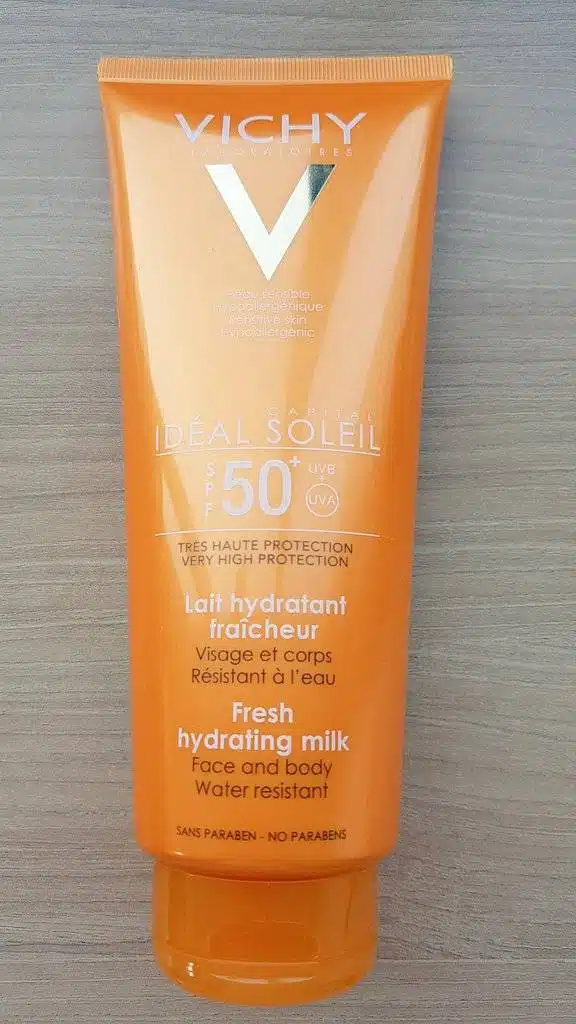 VICHY
LABORATOIRES
V
Peau sensible
Hypoallergénique
Sensitive skin
Hypoallergenic
CAPITAL
IDÉAL SOLEIL
SPF 50+ UVB + UVA
TRÈS HAUTE PROTECTION
VERY HIGH PROTECTION
Lait hydratant
fraîcheur
Visage et corps
Résistant à l'eau
Fresh
hydrating milk
Face and body
Water resistant
SANS PARABEN - NO PARABENS